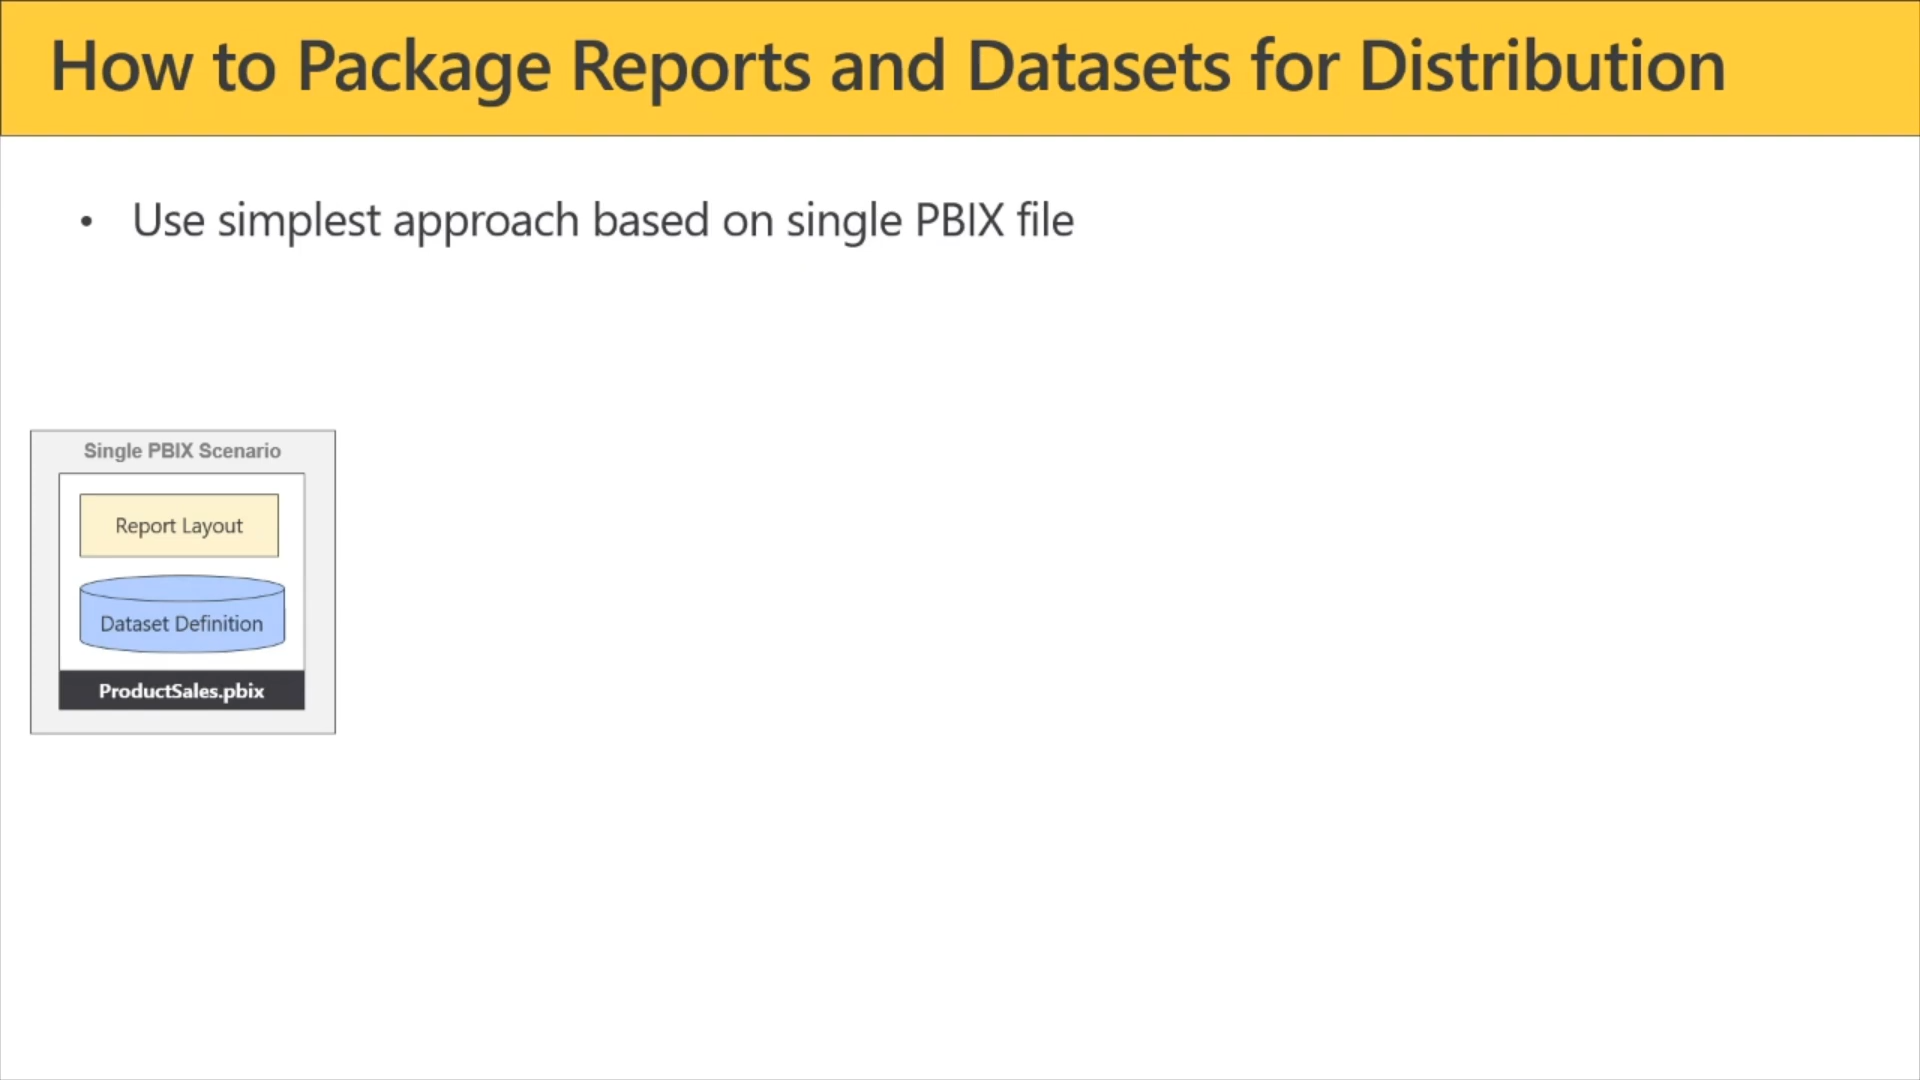 How to Package Reports and Datasets for Distribution
• Use simplest approach based on single PBIX file
Single PBIX Scenario
Report Layout
Dataset Definition
ProductSales.pbix